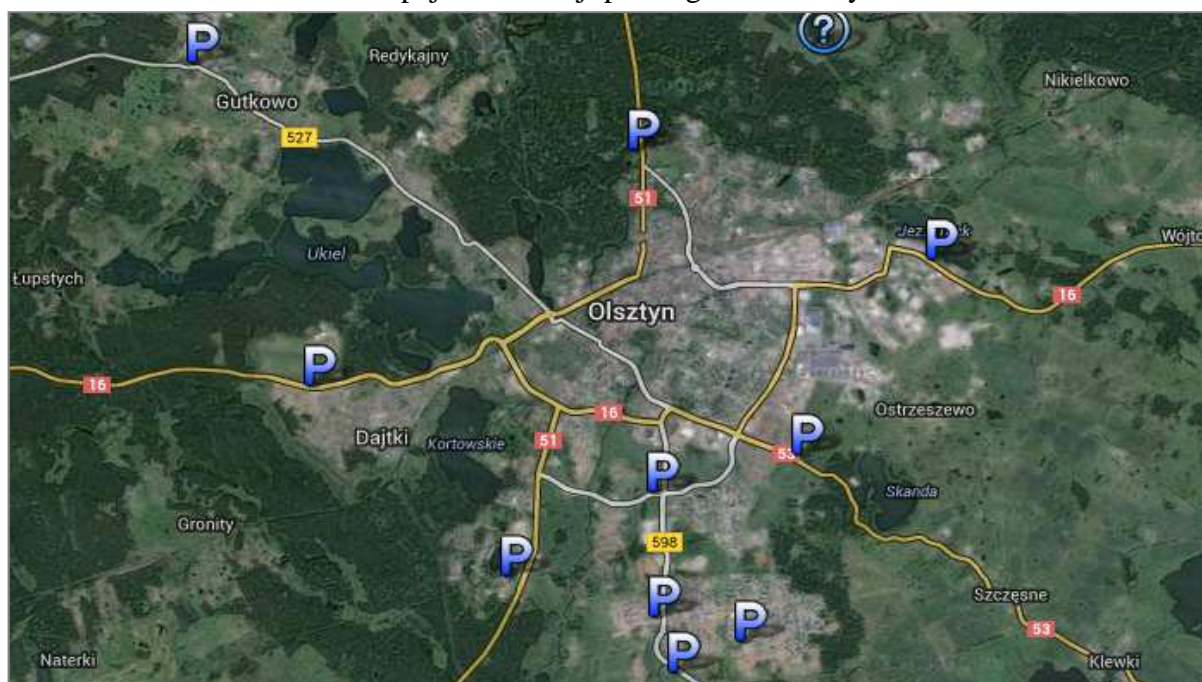 P
?
Redykajny
Nikielkowo
Gutkowo
527
P
51
Jez
P
Wójto
Ukiel
Łupstych
16
Olsztyn
P
16
16
Ostrzeszewo
Dajtki
Kortowskie
51
P
53
P
Skanda
Gronity
598
P
P
Szczęsne
P
53
P
Naterki
Klewki